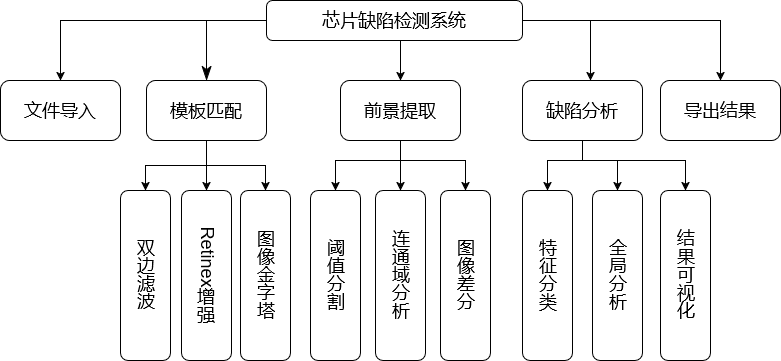 芯片缺陷检测系统
文件导入
模板匹配
前景提取
缺陷分析
导出结果
双边滤波
Retinex增强
图像金字塔
阈值分割
连通域分析
图像差分
特征分类
全局分析
结果可视化